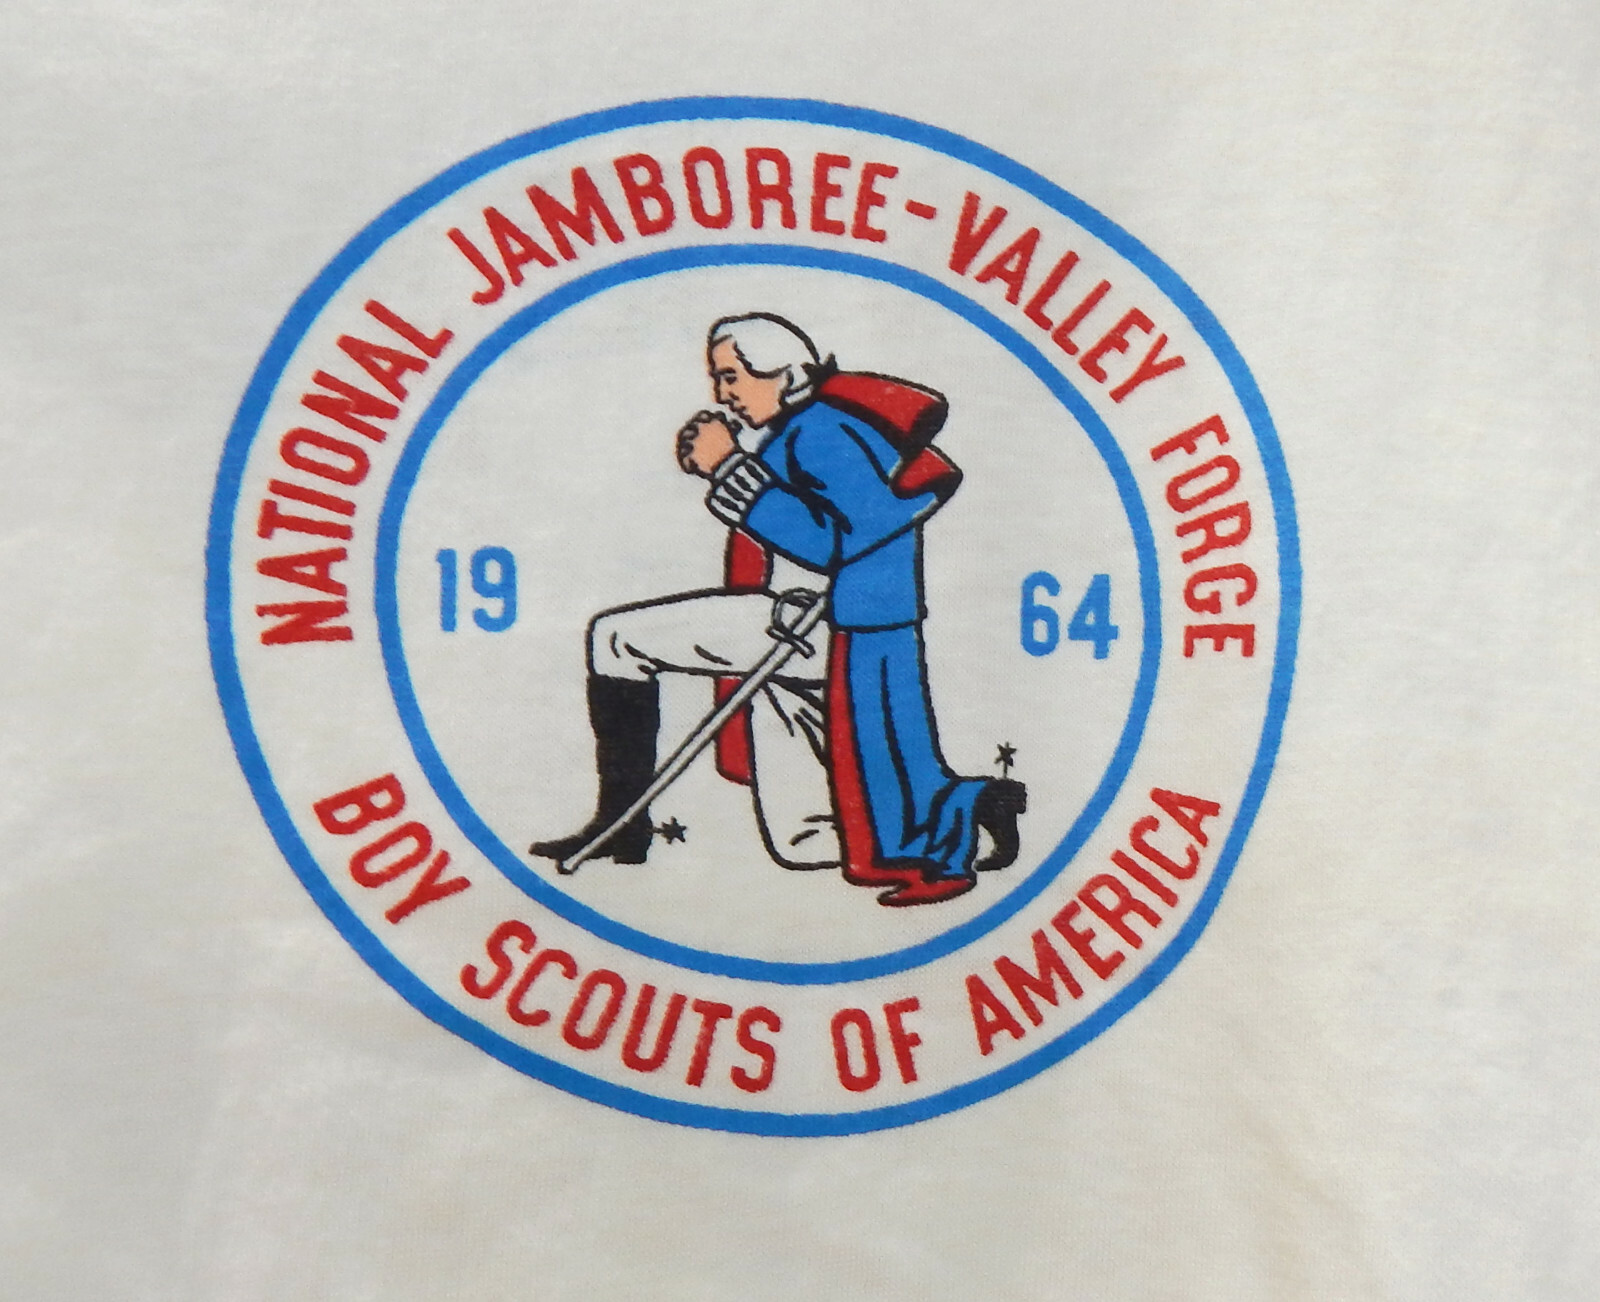 NATIONAL JAMBOREE-VALLEY FORGE
19 64
BOY SCOUTS OF AMERICA